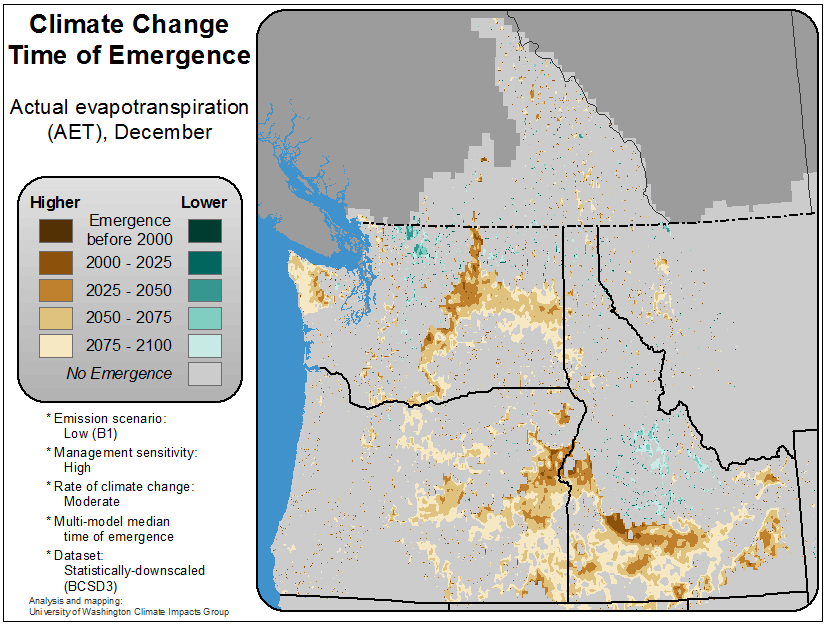 Climate Change
Time of Emergence
Actual evapotranspiration
(AET), December
Higher Lower
Emergence
before 2000
2000 - 2025
2025 - 2050
2050 - 2075
2075 - 2100
No Emergence
* Emission scenario:
Low (B1)
* Management sensitivity:
High
* Rate of climate change:
Moderate
* Multi-model median
time of emergence
* Dataset:
Statistically-downscaled
(BCSD3)
Analysis and mapping:
University of Washington Climate Impacts Group